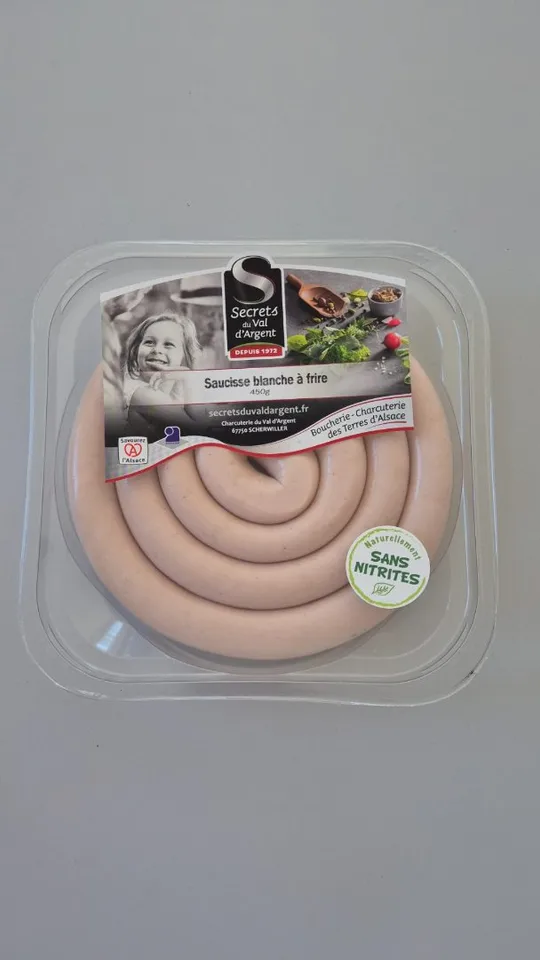 S
Secrets
du Val
d'Argent
DEPUIS 1972
Saucisse blanche à frire
450g
secretsduvaldargent.fr
Charcuterie du Val d'Argent
67750 SCHERWILLER
Boucherie - Charcuterie
des Terres d'Alsace
Savourez
A
l'Alsace
Naturellement
SANS
NITRITES